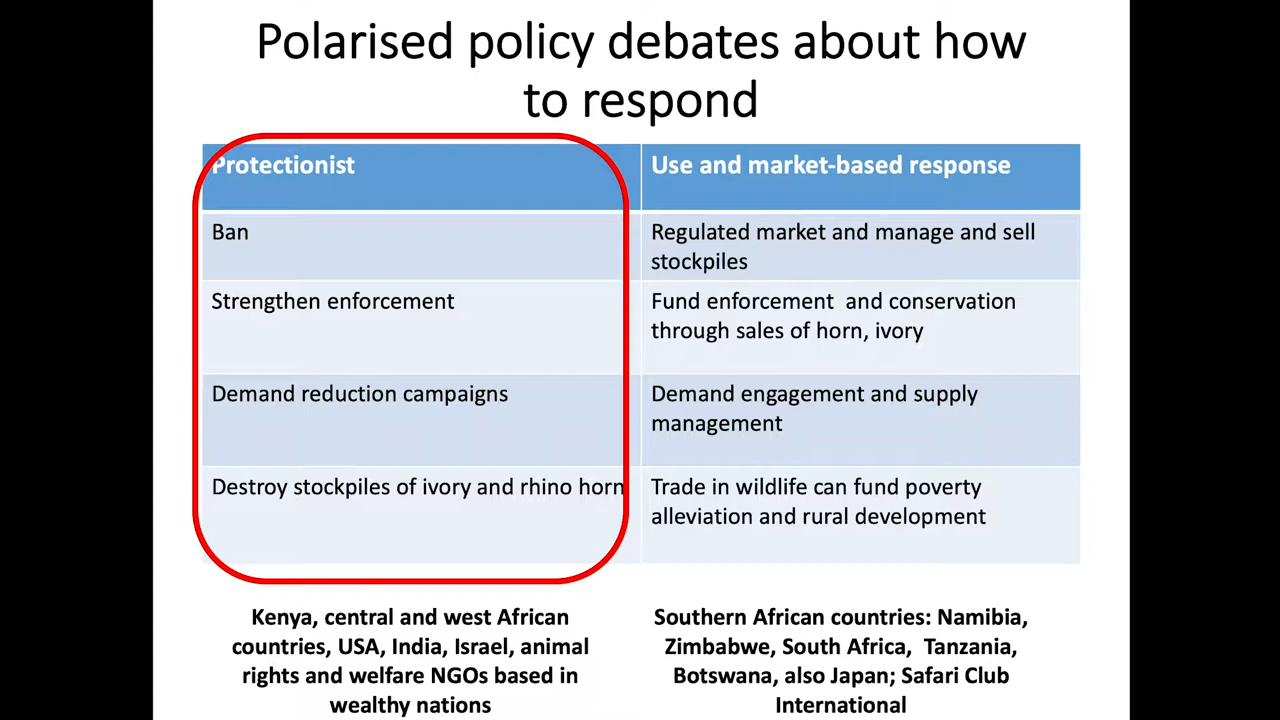 Polarised policy debates about how
to respond
Protectionist
Use and market-based response
Ban
Regulated market and manage and sell
stockpiles
Strengthen enforcement
Fund enforcement and conservation
through sales of horn, ivory
Demand reduction campaigns
Demand engagement and supply
management
Destroy stockpiles of ivory and rhino horn
Trade in wildlife can fund poverty
alleviation and rural development
Kenya, central and west African
countries, USA, India, Israel, animal
rights and welfare NGOs based in
wealthy nations
Southern African countries: Namibia,
Zimbabwe, South Africa, Tanzania,
Botswana, also Japan; Safari Club
International